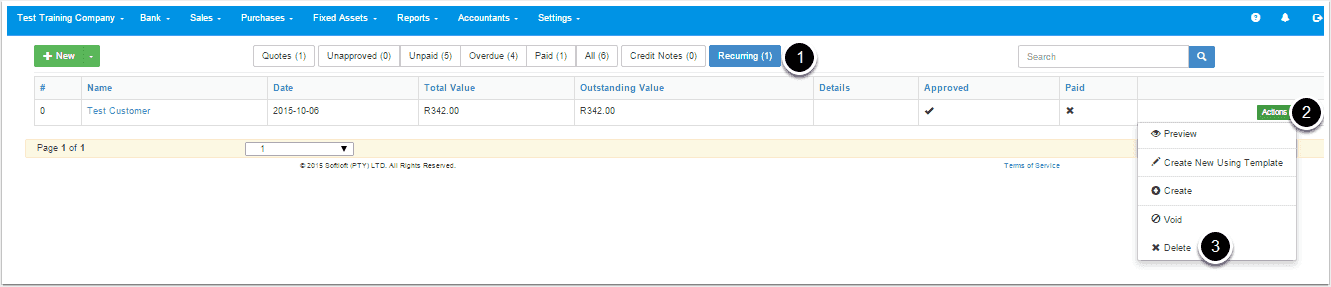 Test Training Company Bank Sales Purchases Fixed Assets Reports Accountants Settings
New Quotes (1) Unapproved (0) Unpaid (5) Overdue (4) Paid (1) All (6) Credit Notes (0) Recurring (1) 1 Search
# Name Date Total Value Outstanding Value Details Approved Paid
0 Test Customer 2015-10-06 R342.00 R342.00 Actions 2
Preview
Page 1 of 1 1
Create New Using Template
© 2015 Softloft (PTY) LTD. All Rights Reserved. Terms of Service
Create
Void
Delete 3